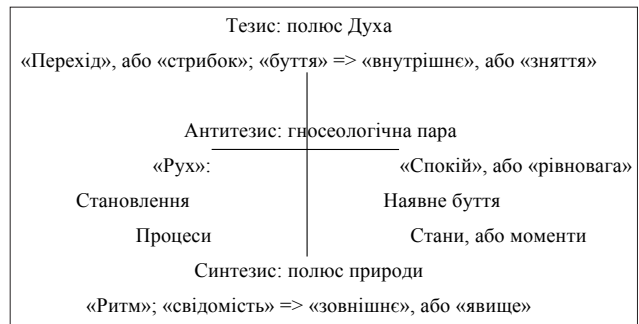 Тезис: полюс Духа
«Перехід», або «стрибок»; «буття» => «внутрішнє», або «зняття»
Антитезис: гносеологічна пара
«Рух»: «Спокій», або «рівновага»
Становлення Наявне буття
Процеси Стани, або моменти
Синтезис: полюс природи
«Ритм»; «свідомість» => «зовнішнє», або «явище»